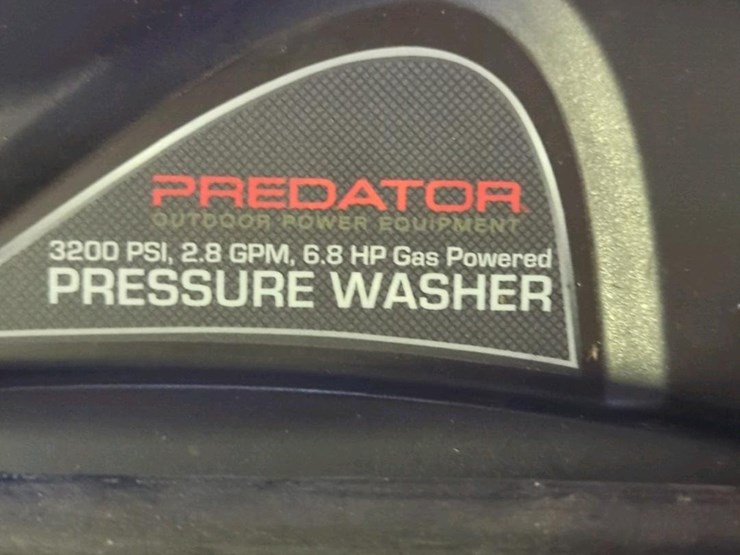 PREDATOR
OUTDOOR POWER EQUIPMENT
3200 PSI, 2.8 GPM, 6.8 HP Gas Powered
PRESSURE WASHER